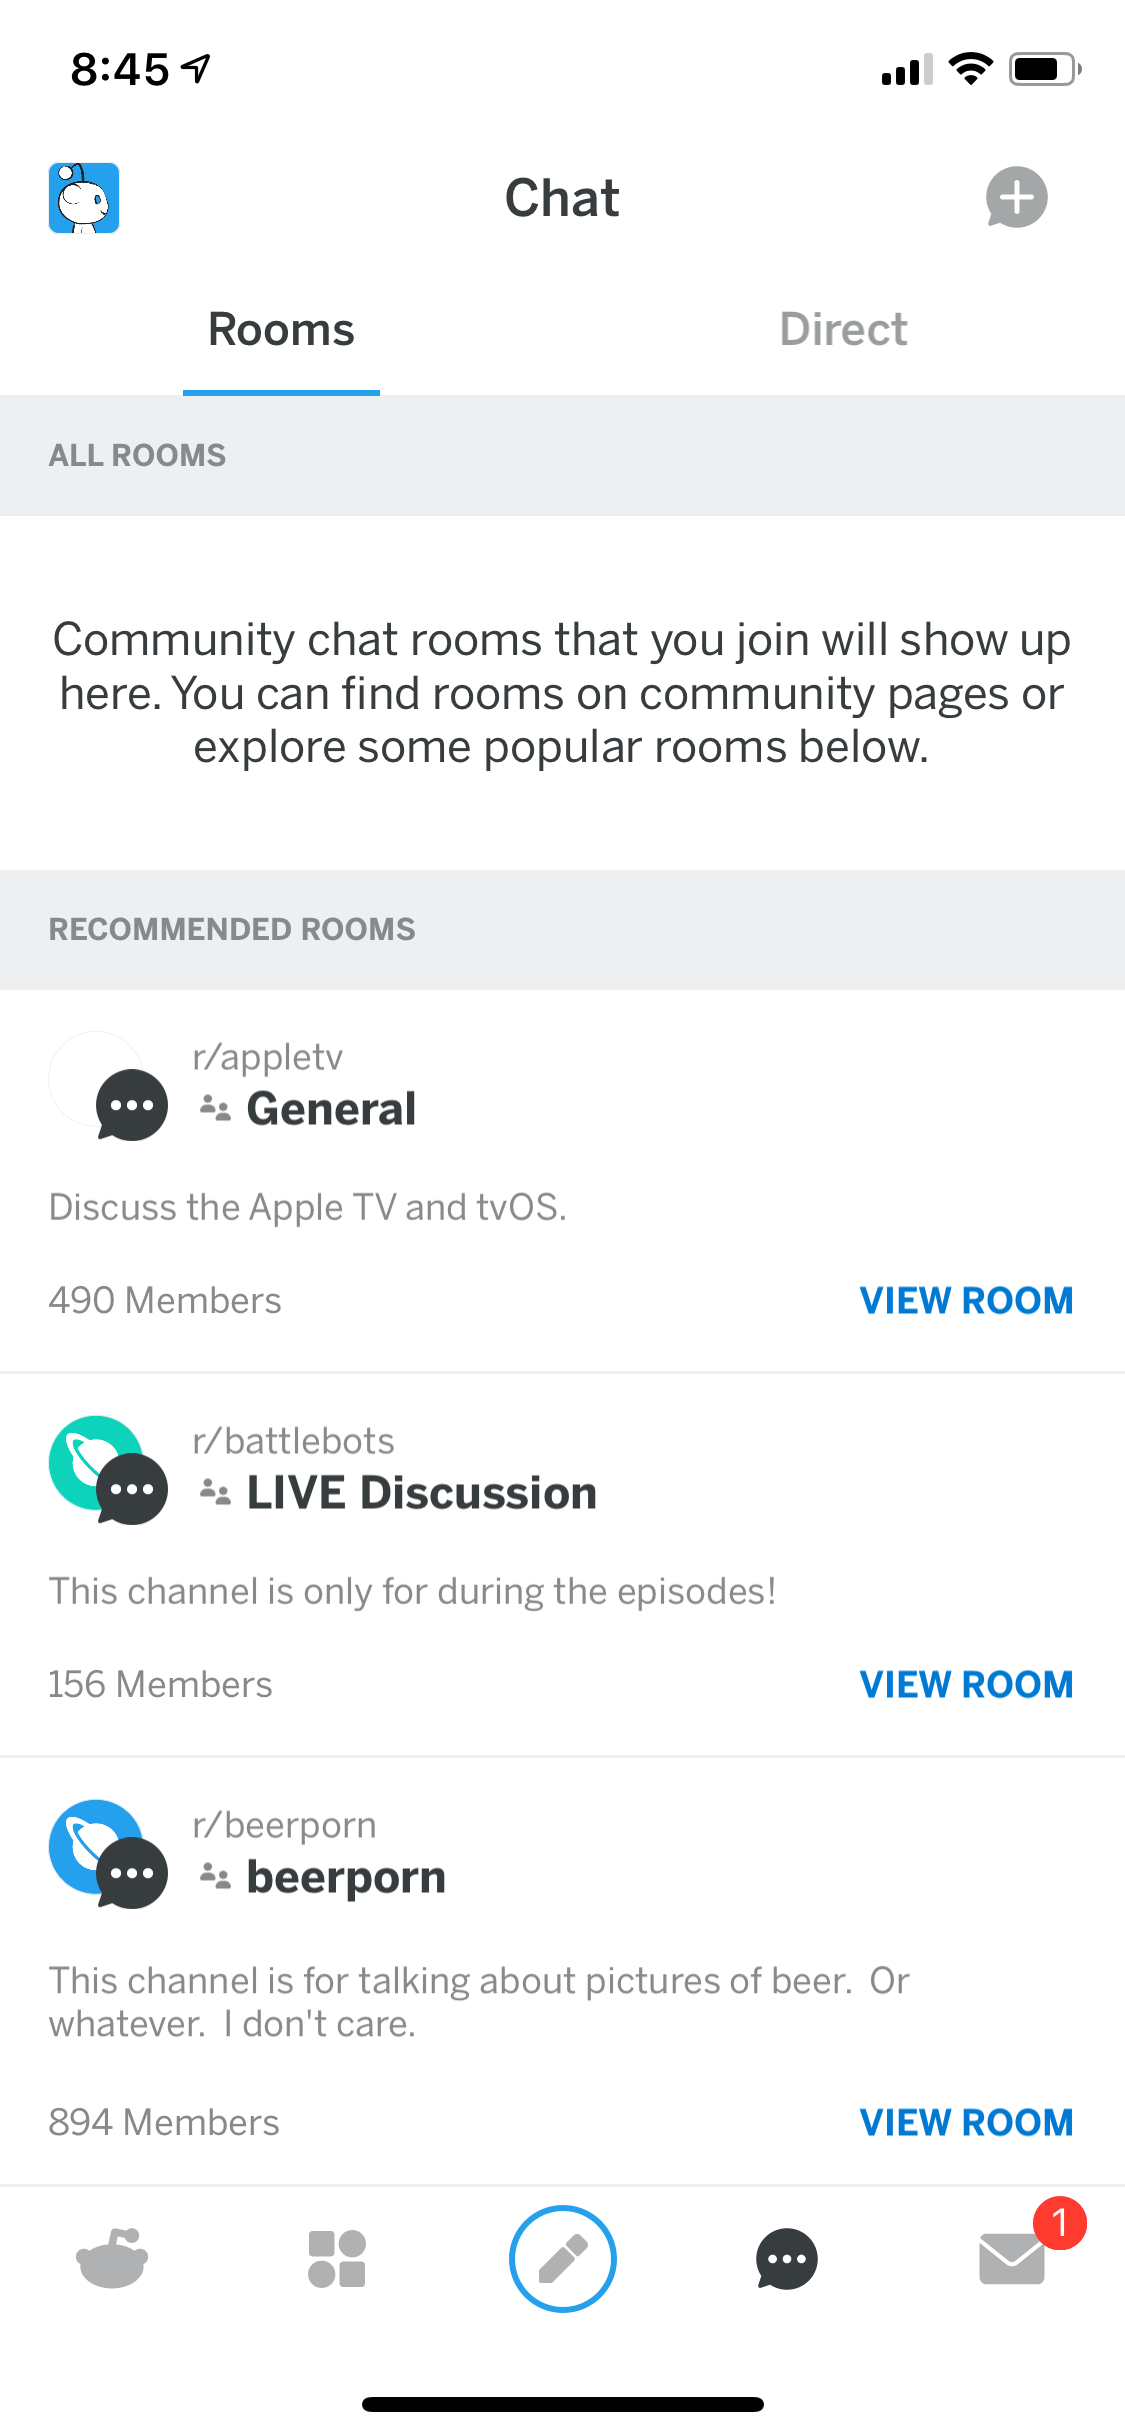 8:45
Chat
Rooms
Direct
ALL ROOMS
Community chat rooms that you join will show up
here. You can find rooms on community pages or
explore some popular rooms below.
RECOMMENDED ROOMS
r/appletv
General
Discuss the Apple TV and tvOS.
490 Members
VIEW ROOM
r/battlebots
LIVE Discussion
This channel is only for during the episodes!
156 Members
VIEW ROOM
r/beerporn
beerporn
This channel is for talking about pictures of beer.  Or
whatever.  I don't care.
894 Members
VIEW ROOM
1